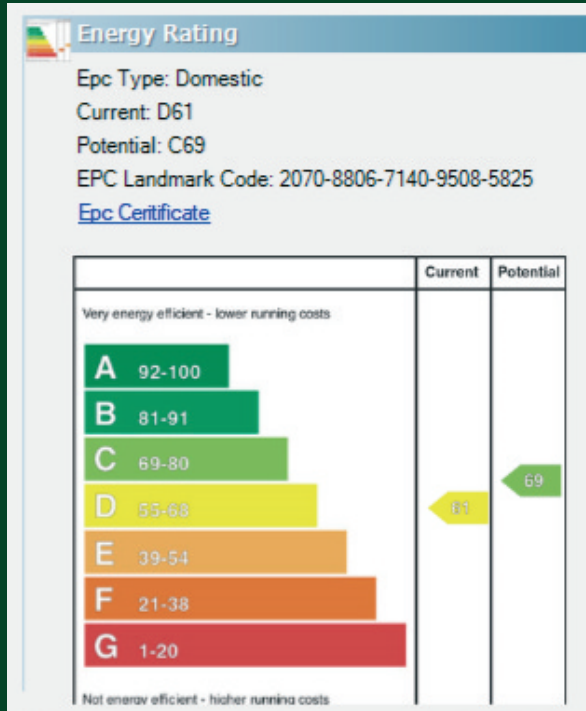 Energy Rating
Epc Type: Domestic
Current: D61
Potential: C69
EPC Landmark Code: 2070-8806-7140-9508-5825
Epc Ceritificate
Current Potential
Very energy efficient - lower running costs
A 92-100
B 81-91
C 69-80
69
D 55-68 61
E 39-54
F 21-38
G 1-20
Not energy efficient - higher running costs